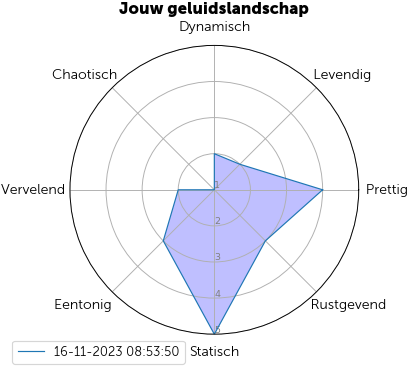 Jouw geluidslandschap
Dynamisch
Chaotisch
Levendig
Vervelend
1
Prettig
2
3
4
Eentonig
Rustgevend
5
16-11-2023 08:53:50
Statisch